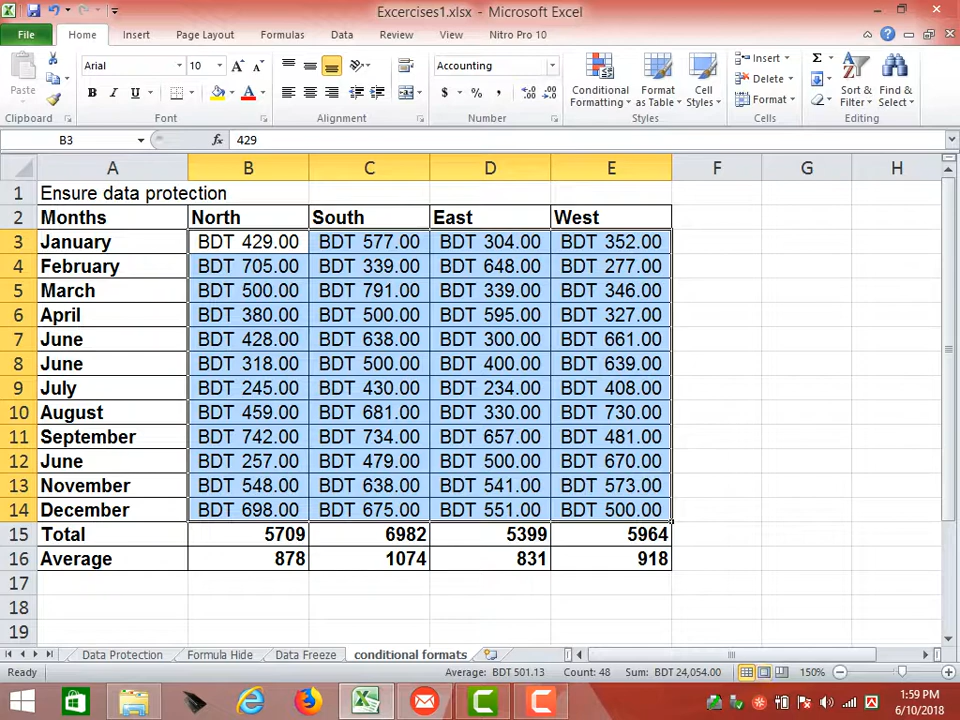 Excercises1.xlsx - Microsoft Excel
File Home Insert Page Layout Formulas Data Review View Nitro Pro 10
Paste
Arial 10 A A
B I U A
Accounting
$ % , .00 .0
Conditional Formatting
Format as Table
Cell Styles
Insert
Delete
Format
Σ
Sort & Filter
Find & Select
Clipboard Font Alignment Number Styles Cells Editing
B3 fx 429
A B C D E F G H
1 Ensure data protection
2 Months North South East West
3 January BDT 429.00 BDT 577.00 BDT 304.00 BDT 352.00
4 February BDT 705.00 BDT 339.00 BDT 648.00 BDT 277.00
5 March BDT 500.00 BDT 791.00 BDT 339.00 BDT 346.00
6 April BDT 380.00 BDT 500.00 BDT 595.00 BDT 327.00
7 June BDT 428.00 BDT 638.00 BDT 300.00 BDT 661.00
8 June BDT 318.00 BDT 500.00 BDT 400.00 BDT 639.00
9 July BDT 245.00 BDT 430.00 BDT 234.00 BDT 408.00
10 August BDT 459.00 BDT 681.00 BDT 330.00 BDT 730.00
11 September BDT 742.00 BDT 734.00 BDT 657.00 BDT 481.00
12 June BDT 257.00 BDT 479.00 BDT 500.00 BDT 670.00
13 November BDT 548.00 BDT 638.00 BDT 541.00 BDT 573.00
14 December BDT 698.00 BDT 675.00 BDT 551.00 BDT 500.00
15 Total 5709 6982 5399 5964
16 Average 878 1074 831 918
17
18
19
Data Protection Formula Hide Data Freeze conditional formats
Ready Average: BDT 501.13 Count: 48 Sum: BDT 24,054.00 150%
1:59 PM
6/10/2018